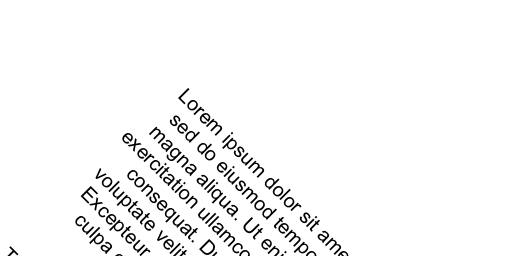 Lorem ipsum dolor sit ame
sed do eiusmod tempo
magna aliqua. Ut eni
exercitation ullamco
consequat. Du
voluptate velit
Excepteur
culpa